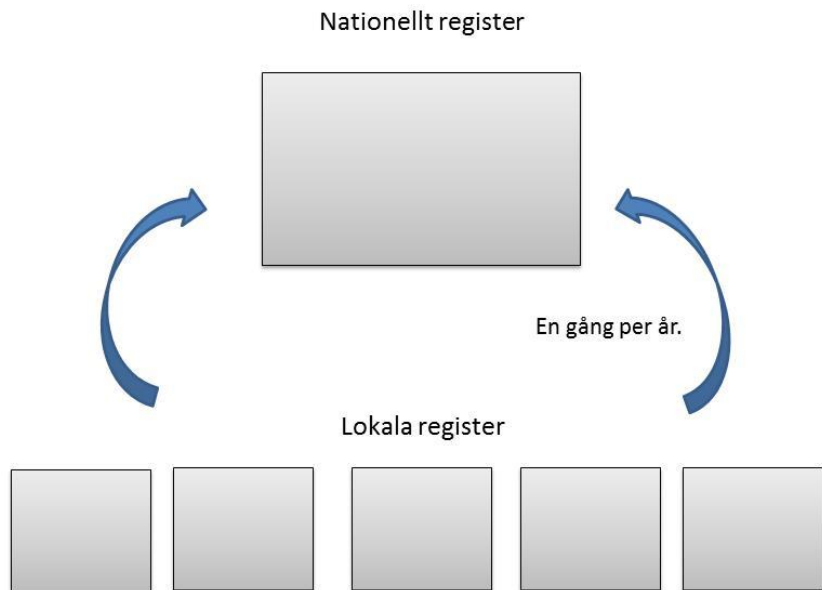 Nationellt register
En gång per år.
Lokala register